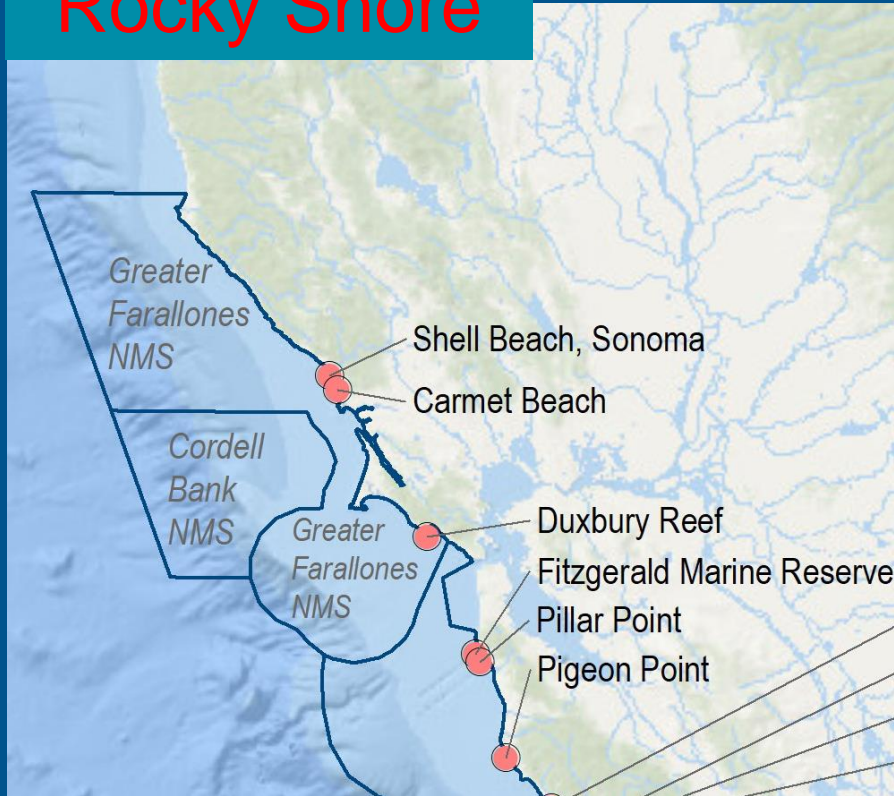 Rocky Shore
Greater
Farallones
NMS
Shell Beach, Sonoma
Carmet Beach
Cordell
Bank
NMS
Greater
Farallones
NMS
Duxbury Reef
Fitzgerald Marine Reserve
Pillar Point
Pigeon Point